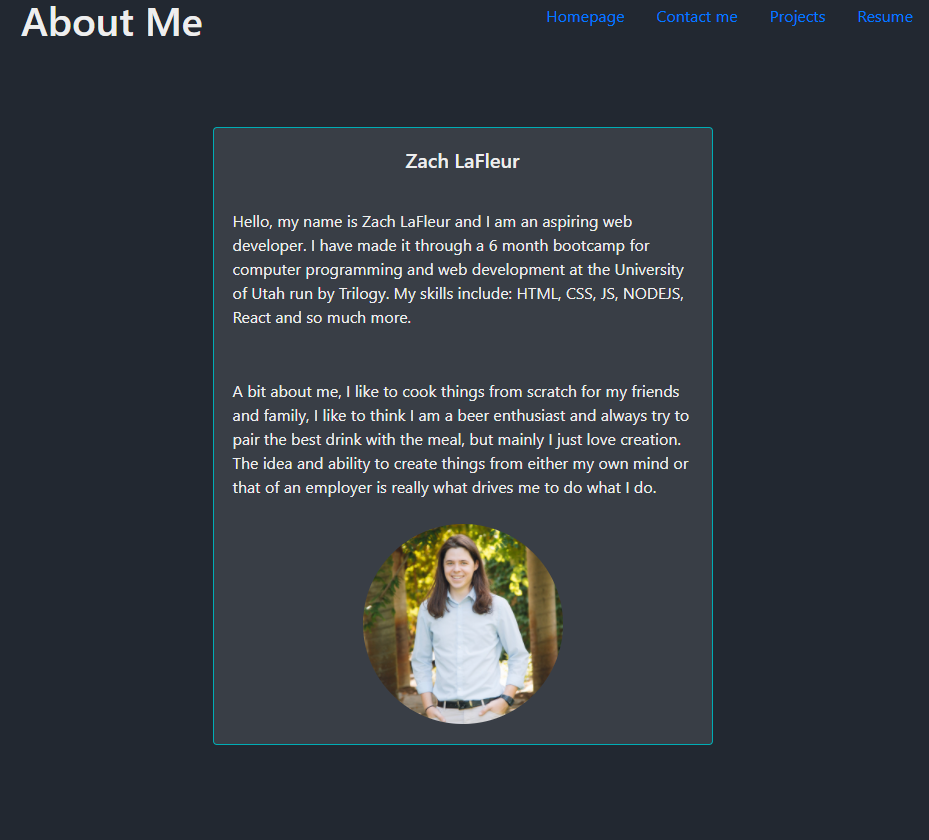 About Me
Homepage Contact me Projects Resume
Zach LaFleur
Hello, my name is Zach LaFleur and I am an aspiring web
developer. I have made it through a 6 month bootcamp for
computer programming and web development at the University
of Utah run by Trilogy. My skills include: HTML, CSS, JS, NODEJS,
React and so much more.
A bit about me, I like to cook things from scratch for my friends
and family, I like to think I am a beer enthusiast and always try to
pair the best drink with the meal, but mainly I just love creation.
The idea and ability to create things from either my own mind or
that of an employer is really what drives me to do what I do.